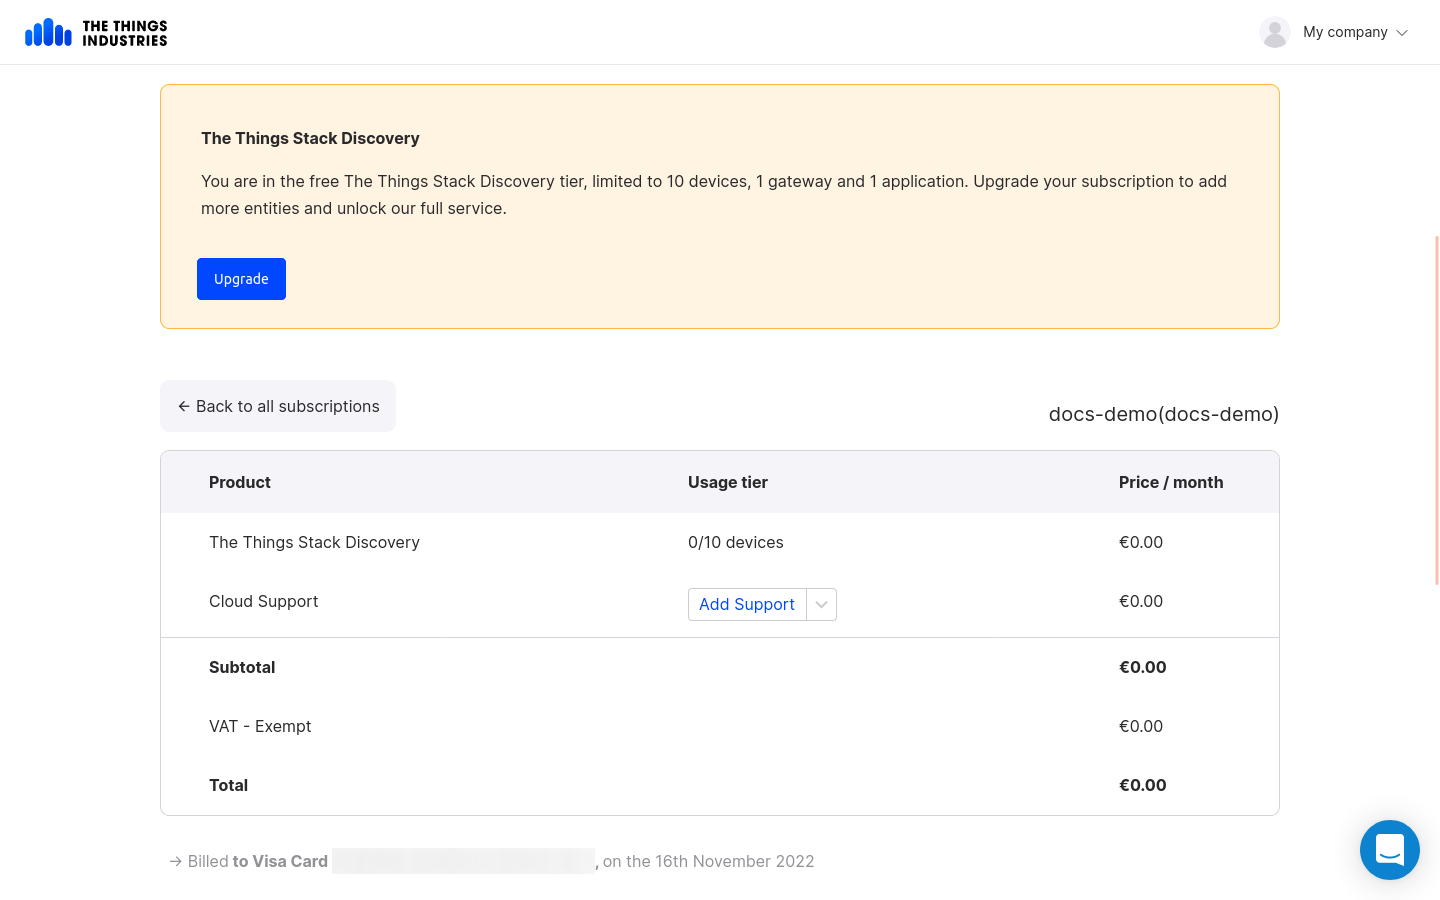 THE THINGS
INDUSTRIES
My company
The Things Stack Discovery
You are in the free The Things Stack Discovery tier, limited to 10 devices, 1 gateway and 1 application. Upgrade your subscription to add
more entities and unlock our full service.
Upgrade
← Back to all subscriptions
docs-demo(docs-demo)
Product Usage tier Price / month
The Things Stack Discovery 0/10 devices €0.00
Cloud Support Add Support €0.00
Subtotal €0.00
VAT - Exempt €0.00
Total €0.00
→ Billed to Visa Card , on the 16th November 2022